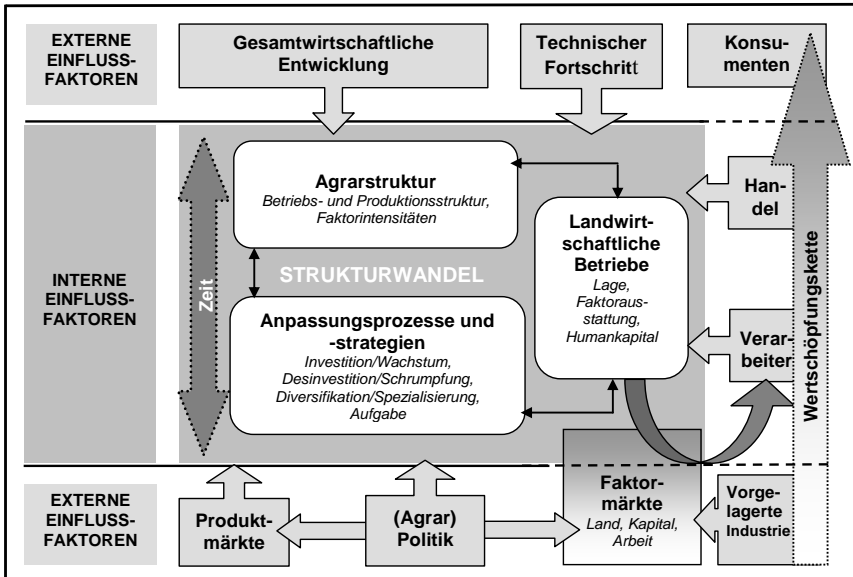 EXTERNE
EINFLUSS-
FAKTOREN
Gesamtwirtschaftliche
Entwicklung
Technischer
Fortschritt
Konsu-
menten
INTERNE
EINFLUSS-
FAKTOREN
Zeit
Agrarstruktur
Betriebs- und Produktionsstruktur,
Faktorintensitäten
STRUKTURWANDEL
Anpassungsprozesse und
-strategien
Investition/Wachstum,
Desinvestition/Schrumpfung,
Diversifikation/Spezialisierung,
Aufgabe
Landwirt-
schaftliche
Betriebe
Lage,
Faktoraus-
stattung,
Humankapital
Han-
del
Verar-
beiter
Wertschöpfungskette
EXTERNE
EINFLUSS-
FAKTOREN
Produkt-
märkte
(Agrar)
Politik
Faktor-
märkte
Land, Kapital,
Arbeit
Vorge-
lagerte
Industrie